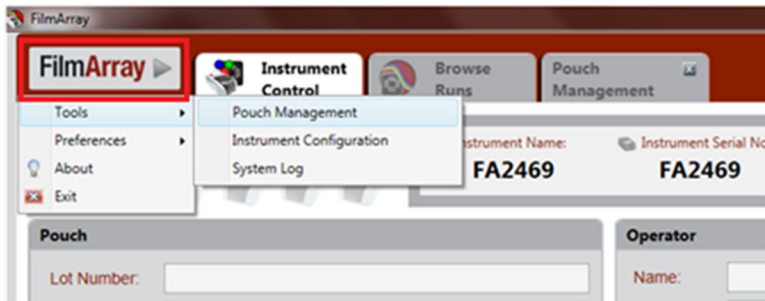 FilmArray
FilmArray
Instrument
Control
Browse
Runs
Pouch
Management
Tools
Preferences
About
Exit
Pouch Management
Instrument Configuration
System Log
strument Name:
FA2469
Instrument Serial No
FA2469
Pouch
Lot Number:
Operator
Name: